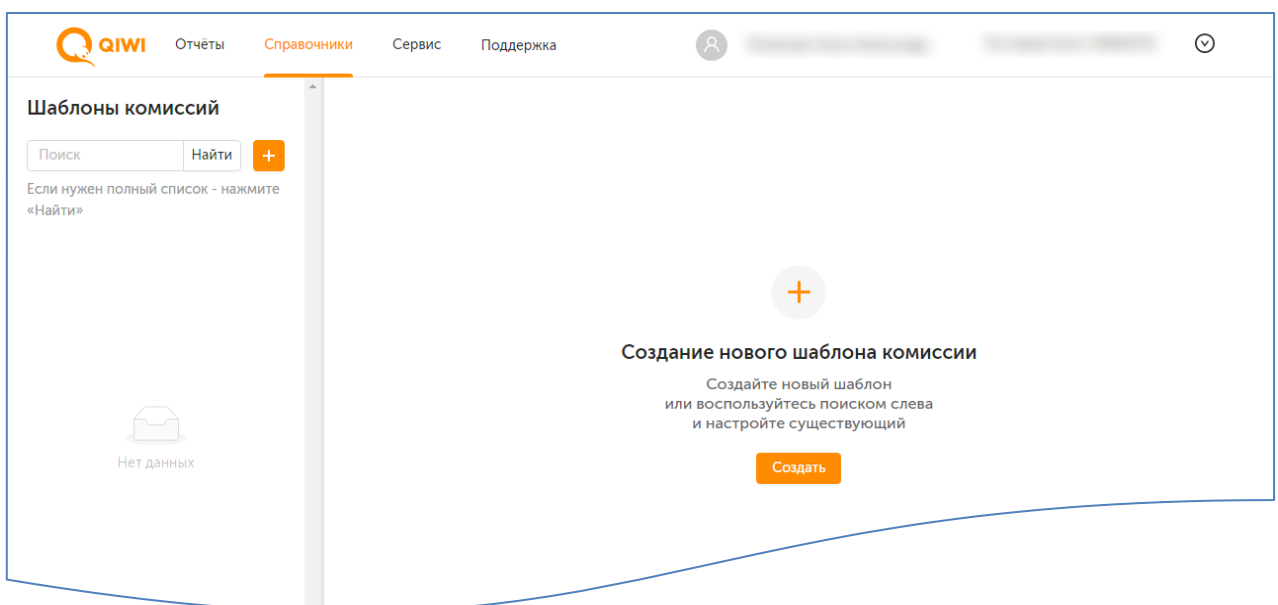 QIWI Отчёты Справочники Сервис Поддержка
Шаблоны комиссий
Поиск Найти
Если нужен полный список - нажмите
«Найти»
Нет данных
Создание нового шаблона комиссии
Создайте новый шаблон
или воспользуйтесь поиском слева
и настройте существующий
Создать